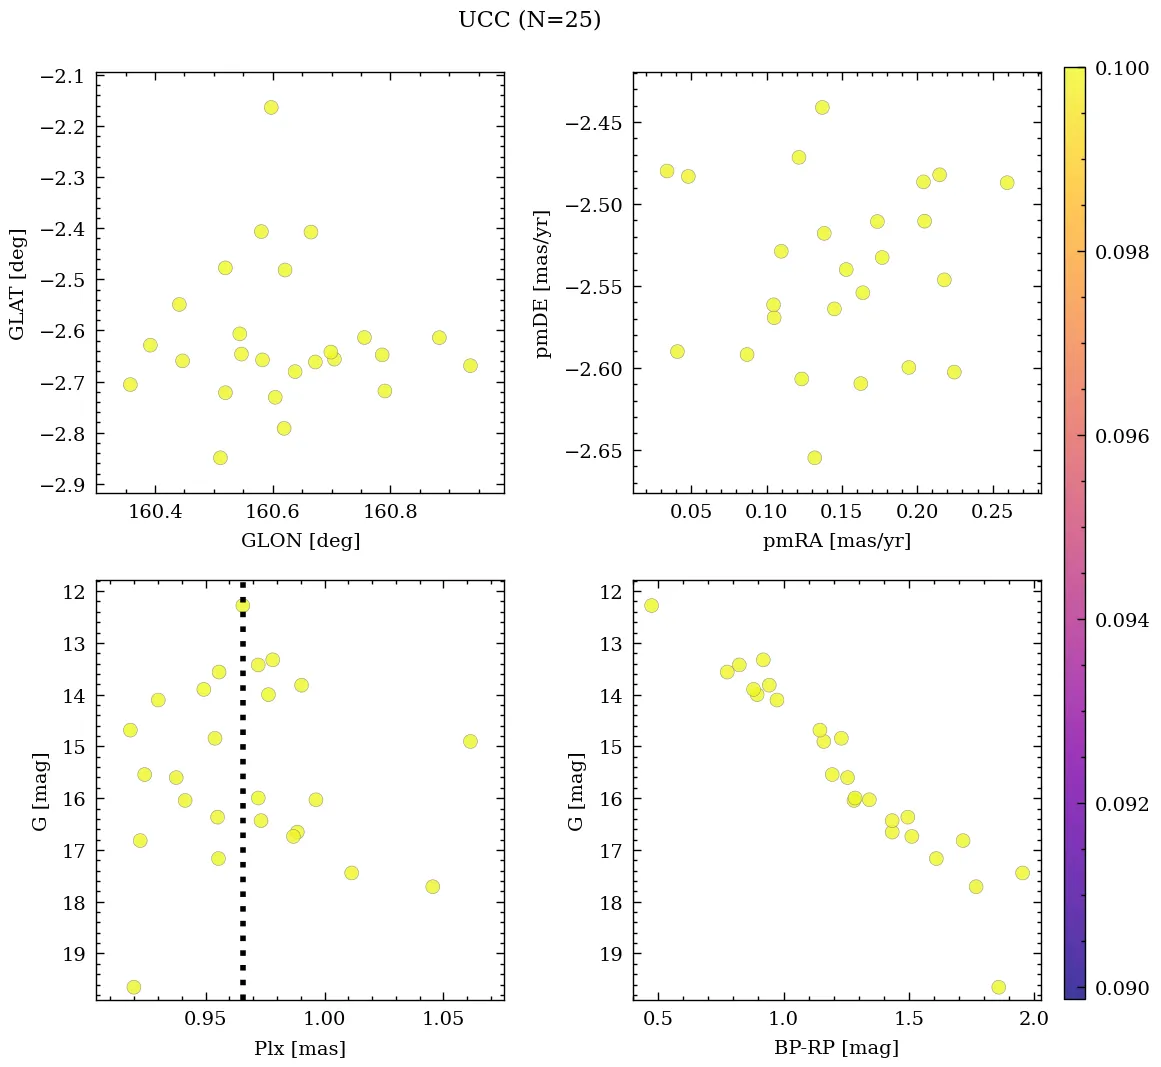 UCC (N=25)
−2.1
−2.2
−2.3
−2.4
−2.5
−2.6
−2.7
−2.8
−2.9
GLAT [deg]
160.4 160.6 160.8
GLON [deg]
−2.45
−2.50
−2.55
−2.60
−2.65
pmDE [mas/yr]
0.05 0.10 0.15 0.20 0.25
pmRA [mas/yr]
12
13
14
15
16
17
18
19
G [mag]
0.95 1.00 1.05
Plx [mas]
12
13
14
15
16
17
18
19
G [mag]
0.5 1.0 1.5 2.0
BP-RP [mag]
0.100
0.098
0.096
0.094
0.092
0.090